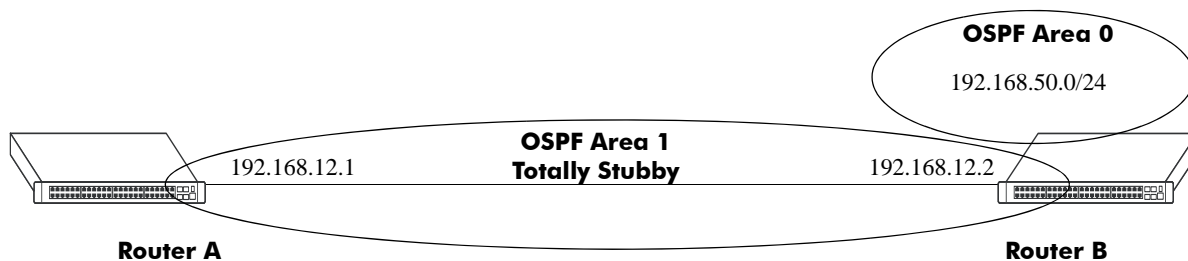 OSPF Area 0
192.168.50.0/24
OSPF Area 1
Totally Stubby
192.168.12.1
192.168.12.2
Router A
Router B